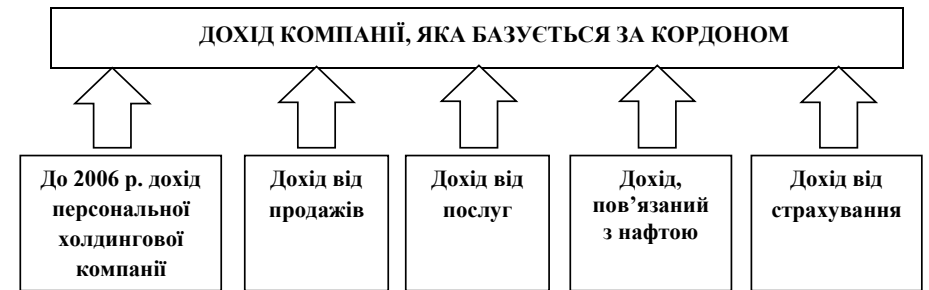 ДОХІД КОМПАНІЇ, ЯКА БАЗУЄТЬСЯ ЗА КОРДОНОМ
До 2006 р. дохід
персональної
холдингової
компанії
Дохід від
продажів
Дохід від
послуг
Дохід,
пов’язаний
з нафтою
Дохід від
страхування